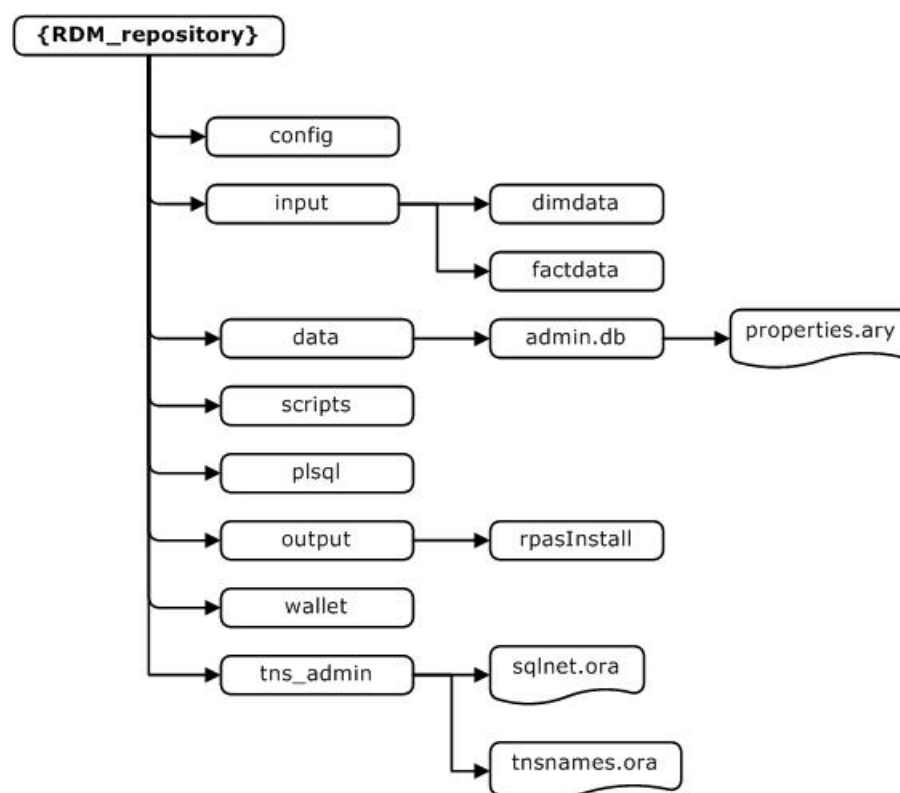 {RDM_repository}
config
input
dimdata
factdata
data
admin.db
properties.ary
scripts
plsql
output
rpasInstall
wallet
tns_admin
sqlnet.ora
tnsnames.ora